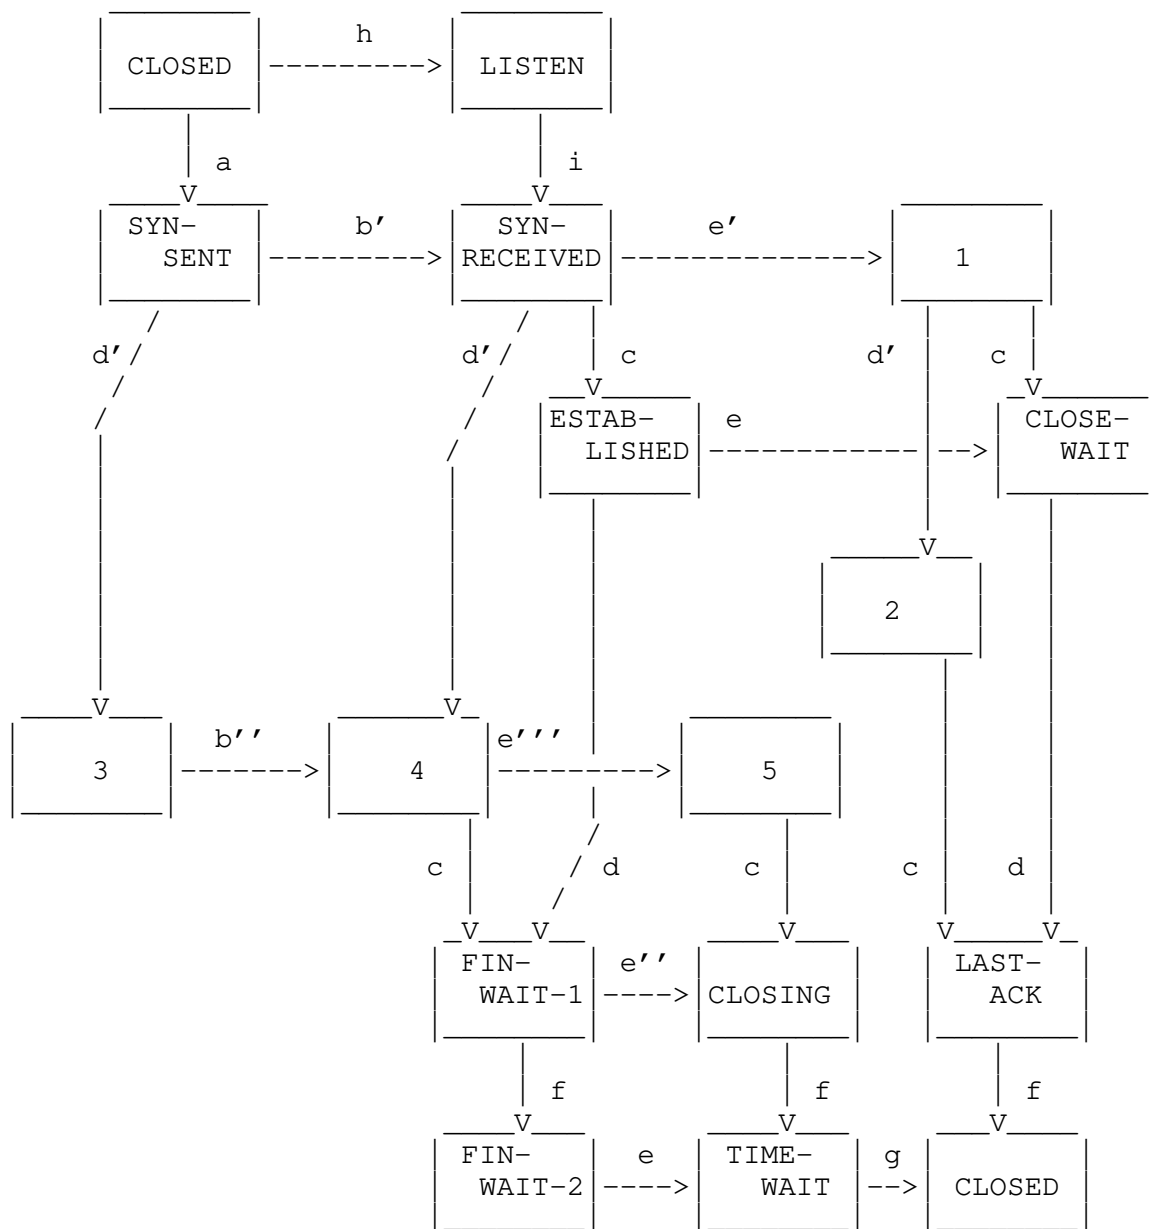 h
CLOSED LISTEN
a i
SYN- SYN-
SENT b' RECEIVED e' 1
d' d' c d' c
ESTAB- e CLOSE-
LISHED WAIT
2
b'' e'''
3 4 5
c d c c d
FIN- e'' LAST-
WAIT-1 CLOSING ACK
f f f
FIN- e TIME- g
WAIT-2 WAIT CLOSED